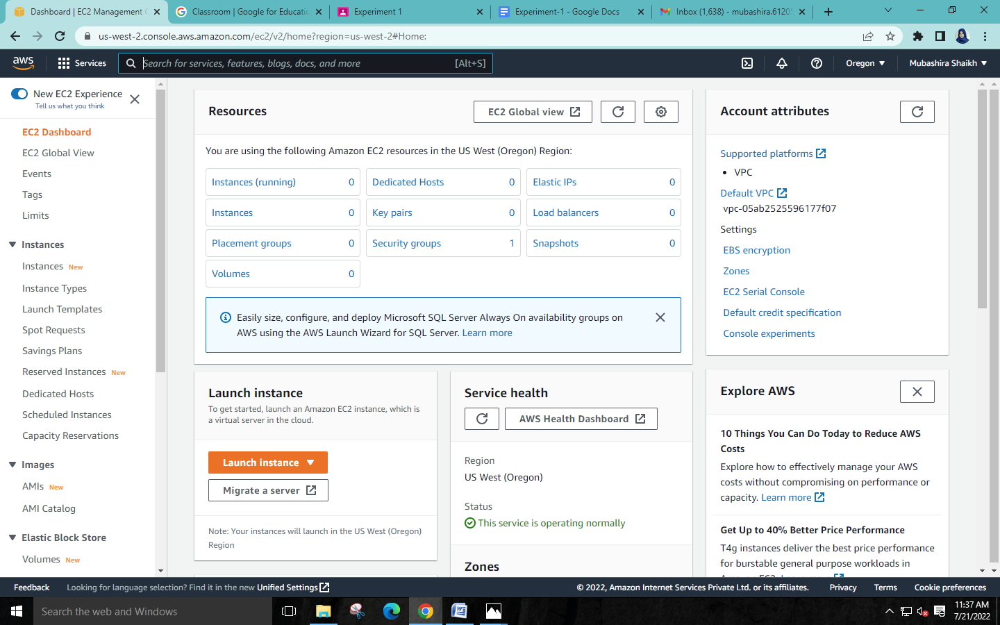 Dashboard | EC2 Management C
Classroom | Google for Educatio
Experiment 1
Experiment-1 - Google Docs
Inbox (1,638) - mubashira.6120
us-west-2.console.aws.amazon.com/ec2/v2/home?region=us-west-2#Home:
aws
Services
Search for services, features, blogs, docs, and more
[Alt+S]
Oregon
Mubashira Shaikh
New EC2 Experience
Tell us what you think
EC2 Dashboard
EC2 Global View
Events
Tags
Limits
Instances
Instances New
Instance Types
Launch Templates
Spot Requests
Savings Plans
Reserved Instances New
Dedicated Hosts
Scheduled Instances
Capacity Reservations
Images
AMIs New
AMI Catalog
Elastic Block Store
Volumes New
Resources
EC2 Global view
You are using the following Amazon EC2 resources in the US West (Oregon) Region:
Instances (running) 0
Dedicated Hosts 0
Elastic IPs 0
Instances 0
Key pairs 0
Load balancers 0
Placement groups 0
Security groups 1
Snapshots 0
Volumes 0
Easily size, configure, and deploy Microsoft SQL Server Always On availability groups on
AWS using the AWS Launch Wizard for SQL Server. Learn more
Launch instance
To get started, launch an Amazon EC2 instance, which is
a virtual server in the cloud.
Launch instance
Migrate a server
Note: Your instances will launch in the US West (Oregon)
Region
Service health
AWS Health Dashboard
Region
US West (Oregon)
Status
This service is operating normally
Zones
Account attributes
Supported platforms
• VPC
Default VPC
vpc-05ab2525596177f07
Settings
EBS encryption
Zones
EC2 Serial Console
Default credit specification
Console experiments
Explore AWS
10 Things You Can Do Today to Reduce AWS
Costs
Explore how to effectively manage your AWS
costs without compromising on performance or
capacity. Learn more
Get Up to 40% Better Price Performance
T4g instances deliver the best price performance
for burstable general purpose workloads in
Feedback
Looking for language selection? Find it in the new Unified Settings
© 2022, Amazon Internet Services Private Ltd. or its affiliates.
Privacy
Terms
Cookie preferences
Search the web and Windows
11:37 AM
7/21/2022